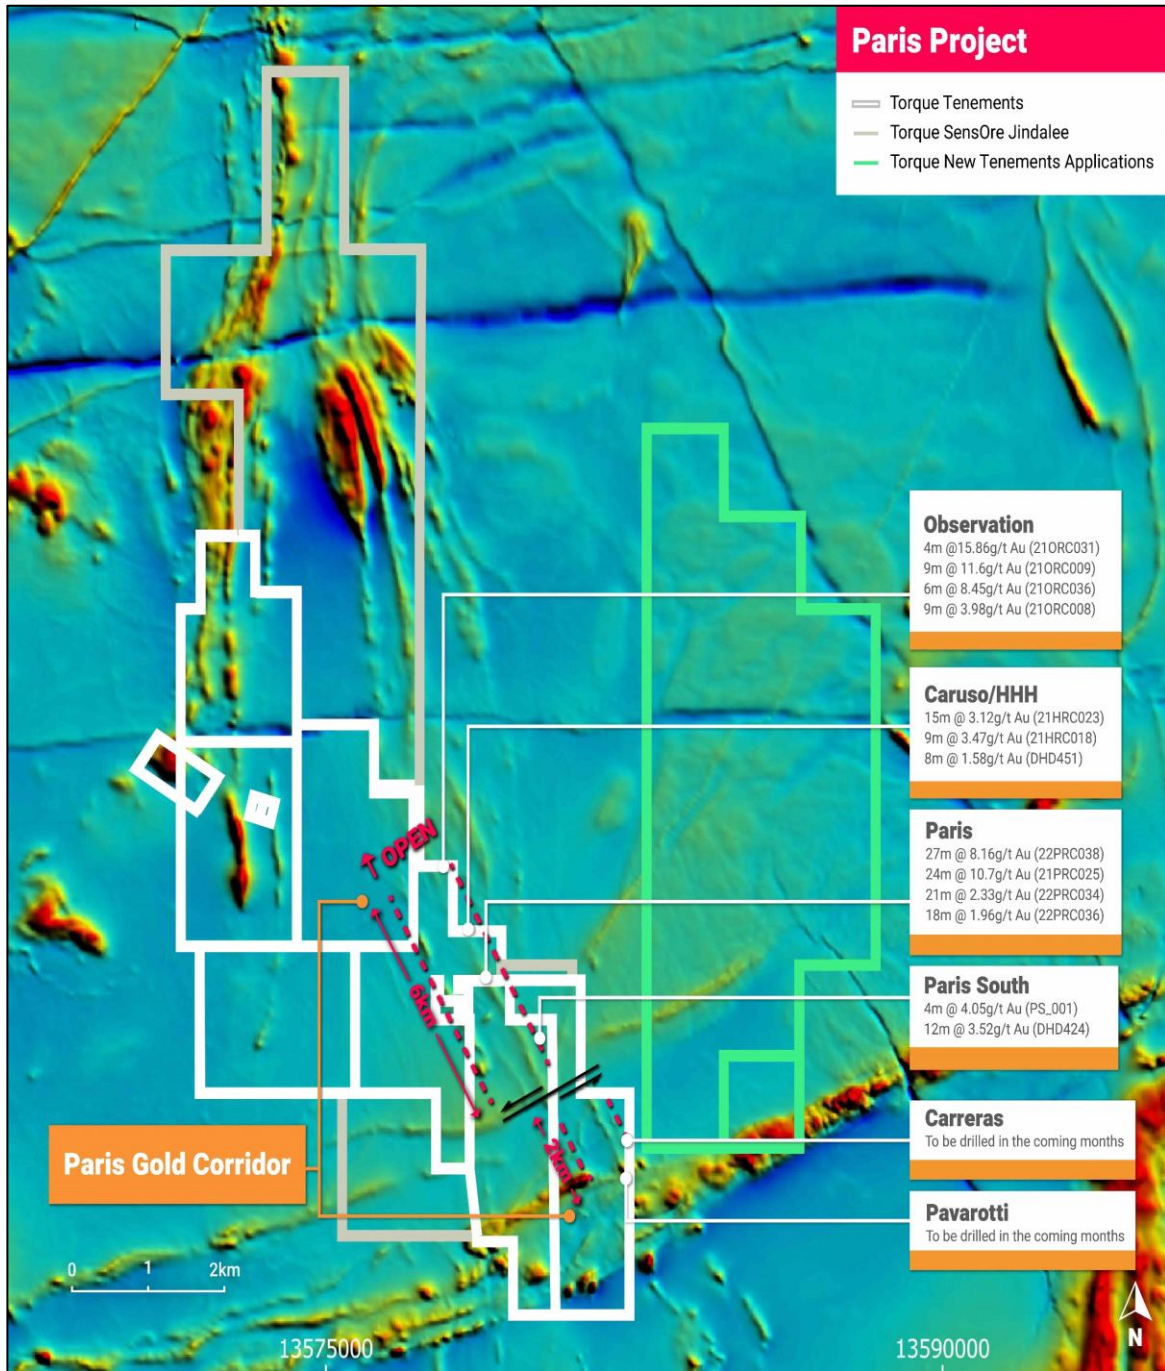 Paris Project
Torque Tenements
Torque SensOre Jindalee
Torque New Tenements Applications
Observation
4m @15.86g/t Au (21ORC031)
9m @ 11.6g/t Au (21ORC009)
6m @ 8.45g/t Au (21ORC036)
9m @ 3.98g/t Au (21ORC008)
Caruso/HHH
15m @ 3.12g/t Au (21HRC023)
9m @ 3.47g/t Au (21HRC018)
8m @ 1.58g/t Au (DHD451)
Paris
27m @ 8.16g/t Au (22PRC038)
24m @ 10.7g/t Au (21PRC025)
21m @ 2.33g/t Au (22PRC034)
18m @ 1.96g/t Au (22PRC036)
Paris South
4m @ 4.05g/t Au (PS_001)
12m @ 3.52g/t Au (DHD424)
Carreras
To be drilled in the coming months
Pavarotti
To be drilled in the coming months
OPEN
6km
2km
Paris Gold Corridor
0 1 2km
13575000 13590000
N